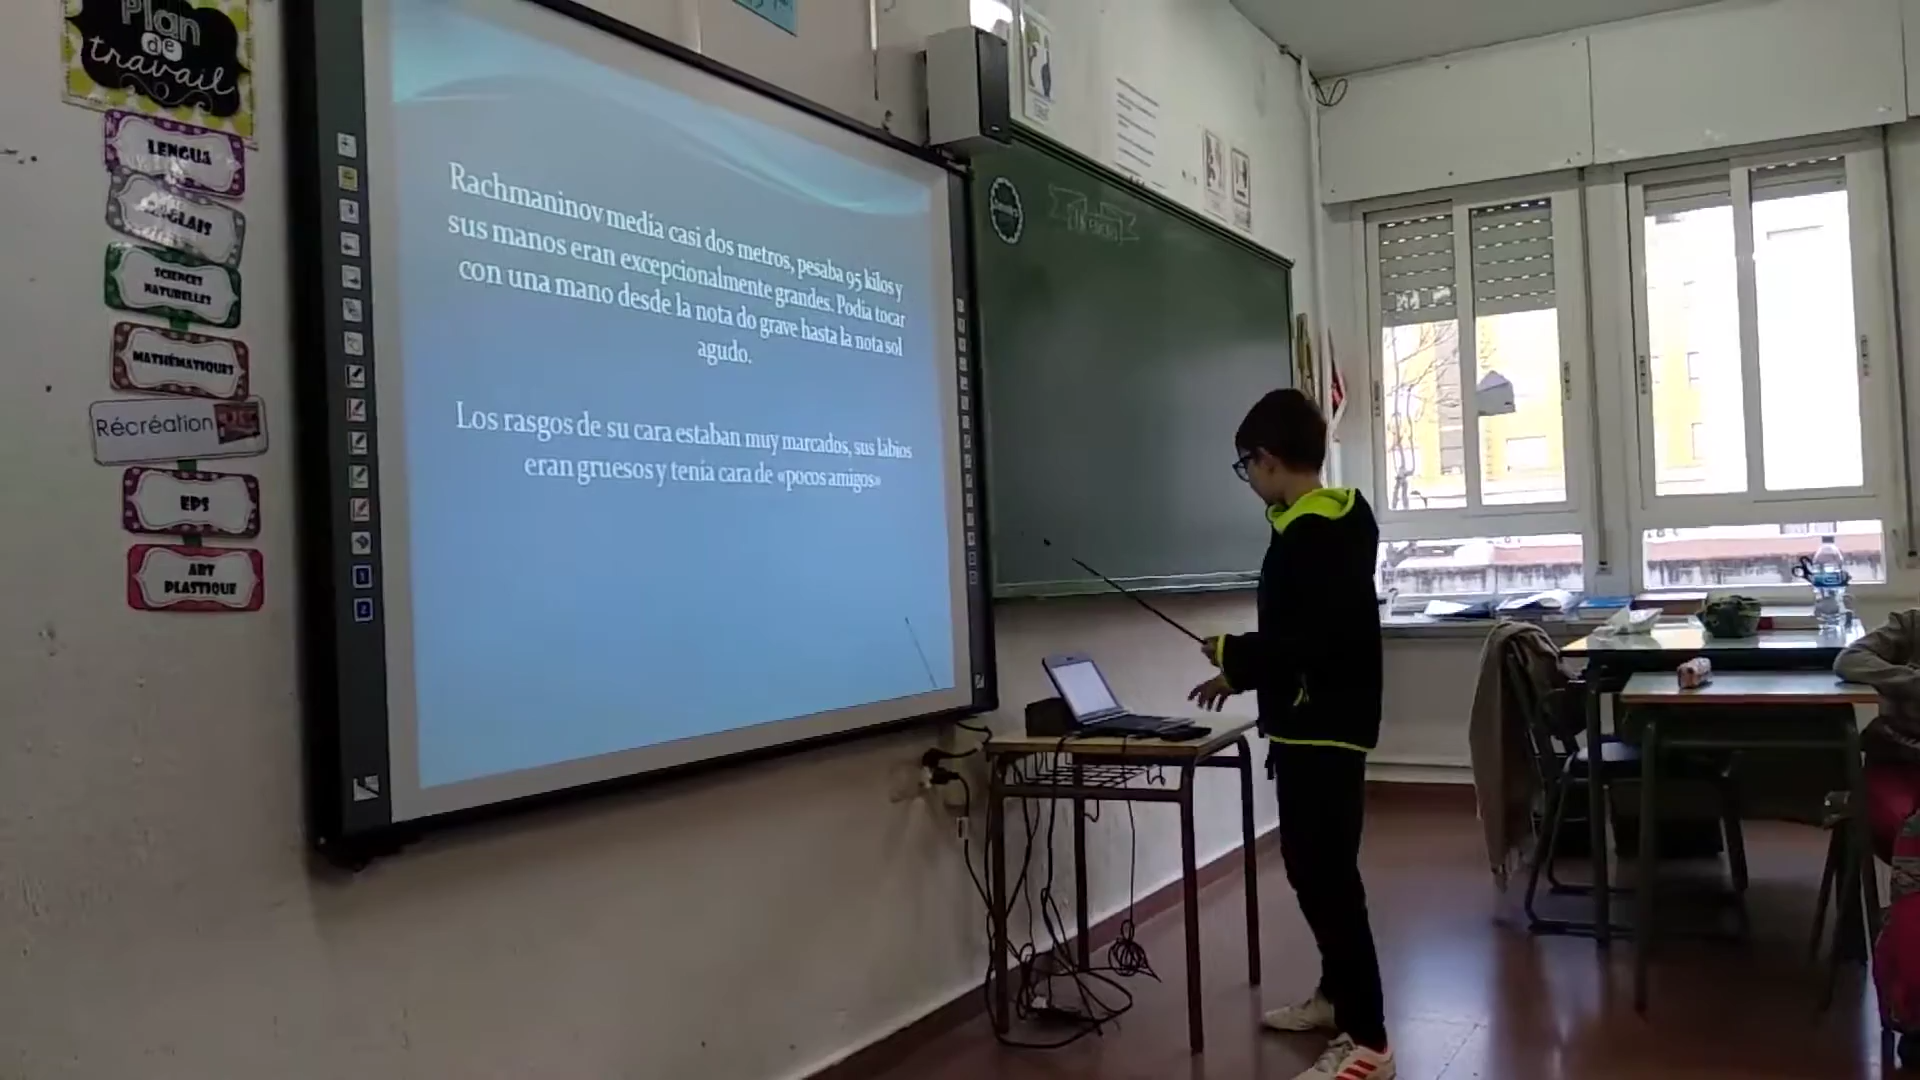 Plan
de
travail
LENGUA
ANGLAIS
SCIENCES
NATURELLES
MATHÉMATIQUES
Récréation
EPS
ART
PLASTIQUE
Rachmaninov medía casi dos metros, pesaba 95 kilos y
sus manos eran excepcionalmente grandes. Podía tocar
con una mano desde la nota do grave hasta la nota sol
agudo.
Los rasgos de su cara estaban muy marcados, sus labios
eran gruesos y tenía cara de «pocos amigos»
1
2